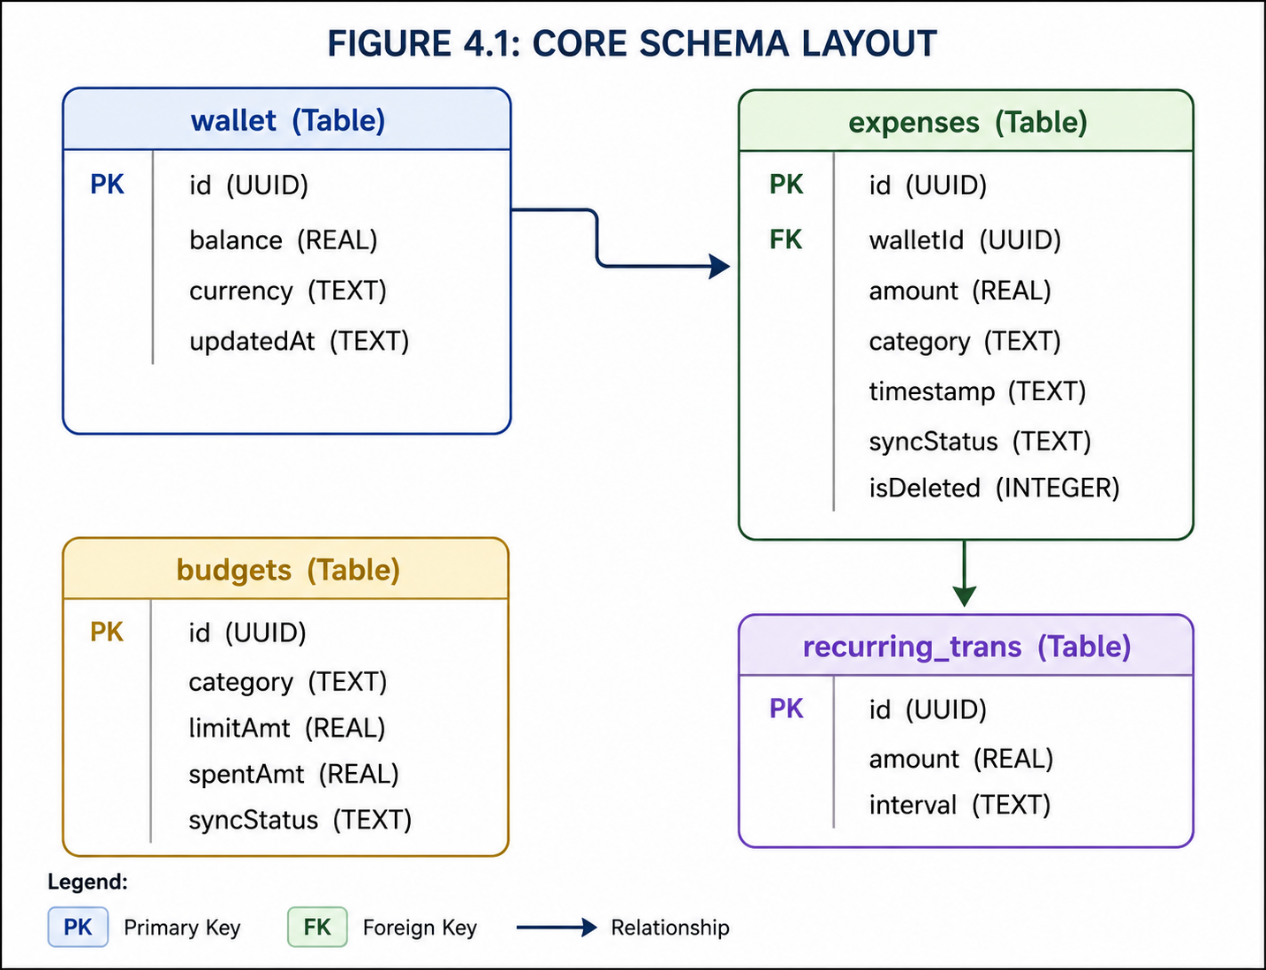 FIGURE 4.1: CORE SCHEMA LAYOUT
wallet (Table)
PK id (UUID)
balance (REAL)
currency (TEXT)
updatedAt (TEXT)
expenses (Table)
PK id (UUID)
FK walletId (UUID)
amount (REAL)
category (TEXT)
timestamp (TEXT)
syncStatus (TEXT)
isDeleted (INTEGER)
budgets (Table)
PK id (UUID)
category (TEXT)
limitAmt (REAL)
spentAmt (REAL)
syncStatus (TEXT)
recurring_trans (Table)
PK id (UUID)
amount (REAL)
interval (TEXT)
Legend:
PK Primary Key FK Foreign Key Relationship